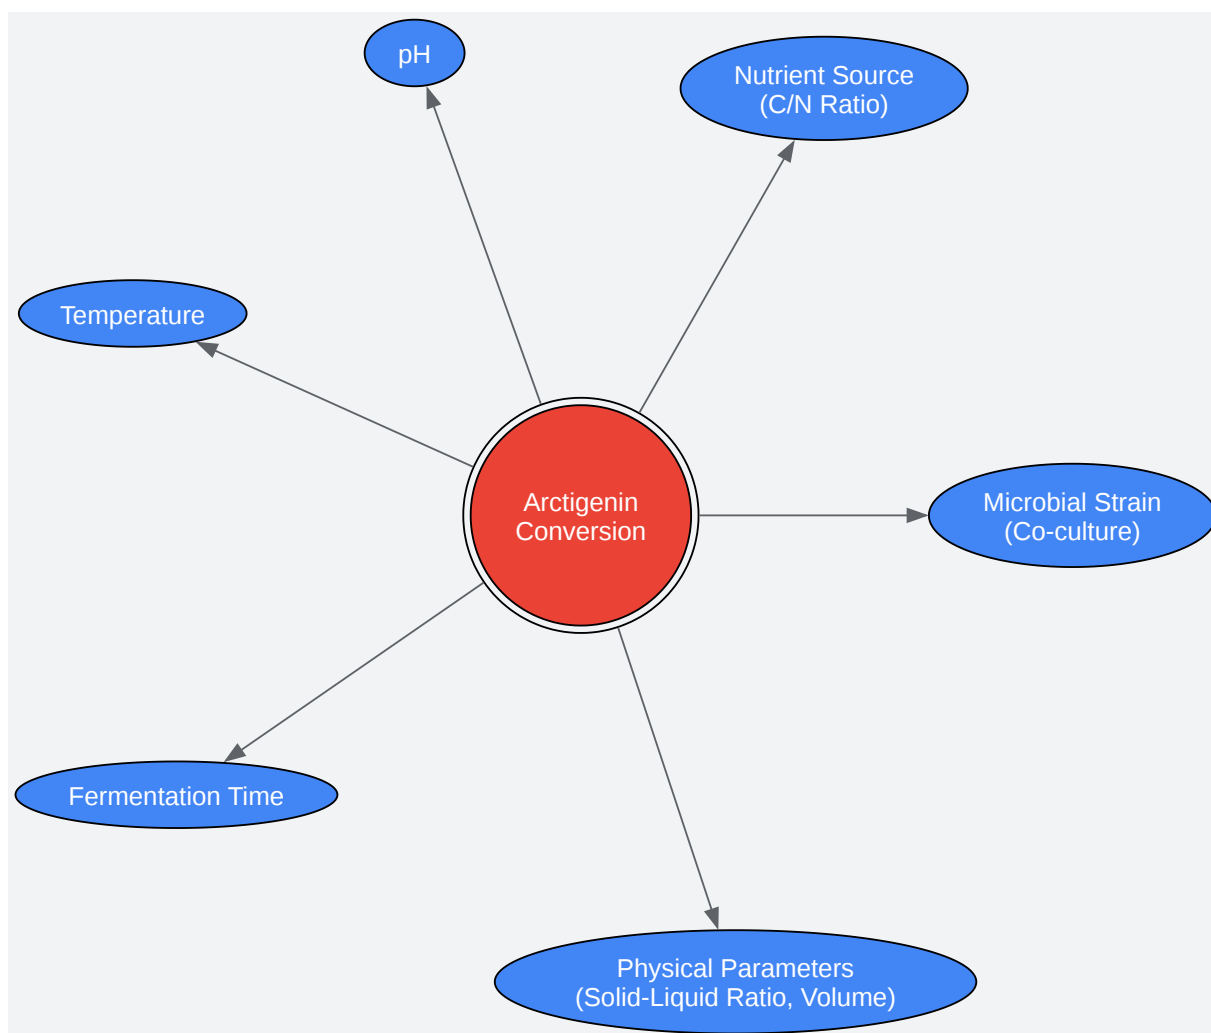 pH
Nutrient Source
(C/N Ratio)
Temperature
Arctigenin
Conversion
Microbial Strain
(Co-culture)
Fermentation Time
Physical Parameters
(Solid-Liquid Ratio, Volume)